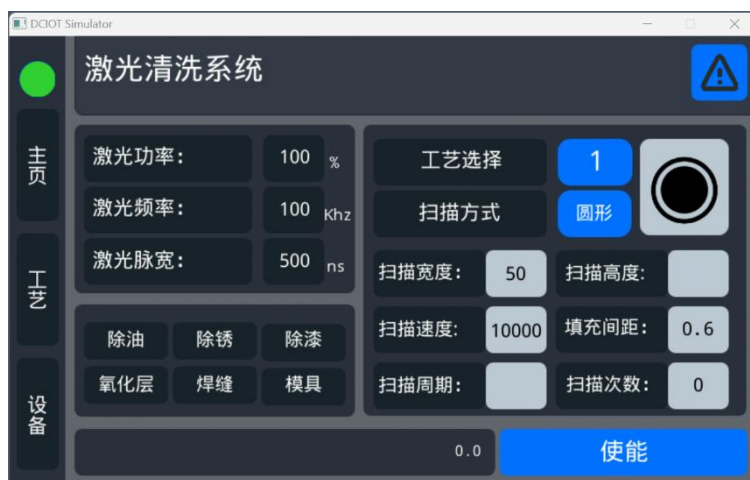 DCIOT Simulator
激光清洗系统
主页
工艺
设备
激光功率: 100 %
激光频率: 100 Khz
激光脉宽: 500 ns
除油 除锈 除漆
氧化层 焊缝 模具
工艺选择 1
扫描方式 圆形
扫描宽度: 50 扫描高度:
扫描速度: 10000 填充间距: 0.6
扫描周期: 扫描次数: 0
0.0 使能